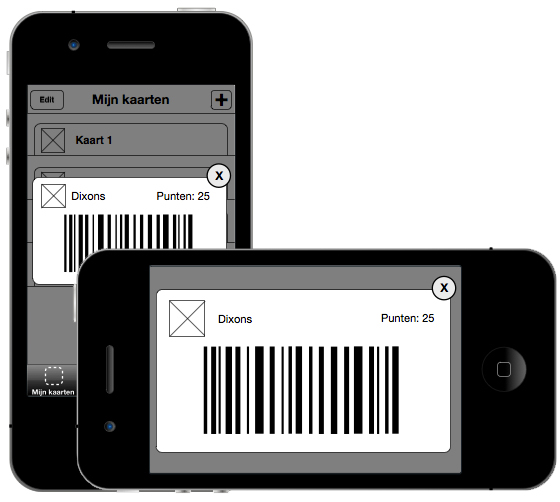 Edit
Mijn kaarten
+
Kaart 1
X
Dixons
Punten: 25
Mijn kaarten
X
Dixons
Punten: 25